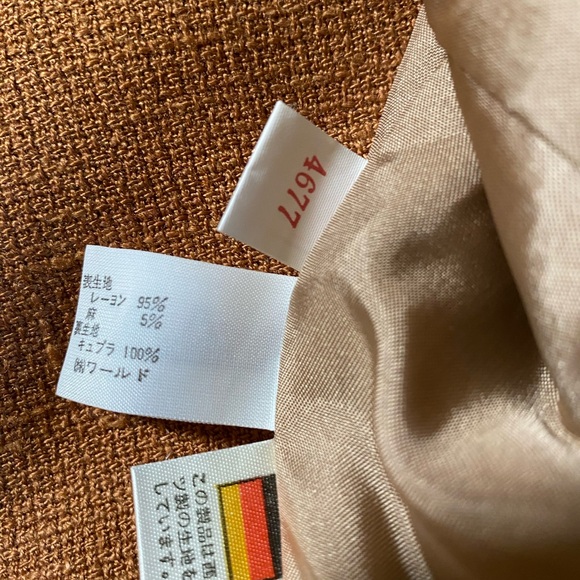 4677
表生地
レーヨン 95%
麻 5%
裏生地
キュプラ 100%
㈱ワールド
この製品は西
ツ製の生地を
しています。